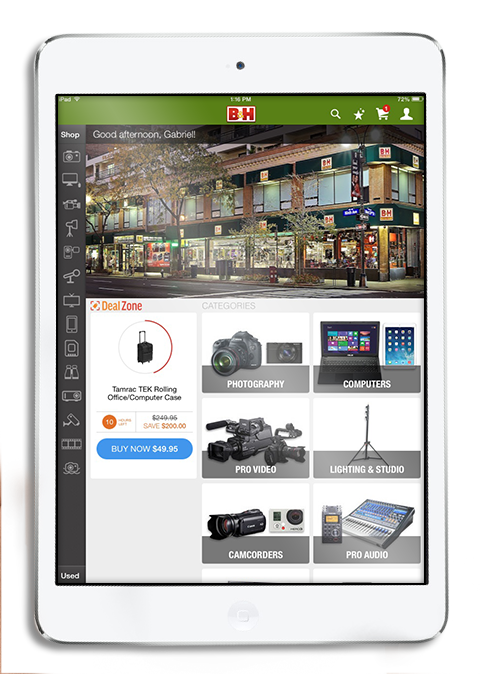 iPad
1:16 PM
72%
B&H
1
Shop
Good afternoon, Gabriel!
B&H
B&H
DealZone
CATEGORIES
Tamrac TEK Rolling
Office/Computer Case
10 HOURS LEFT
$249.95
SAVE $200.00
BUY NOW $49.95
PHOTOGRAPHY
COMPUTERS
PRO VIDEO
LIGHTING & STUDIO
CAMCORDERS
PRO AUDIO
Used